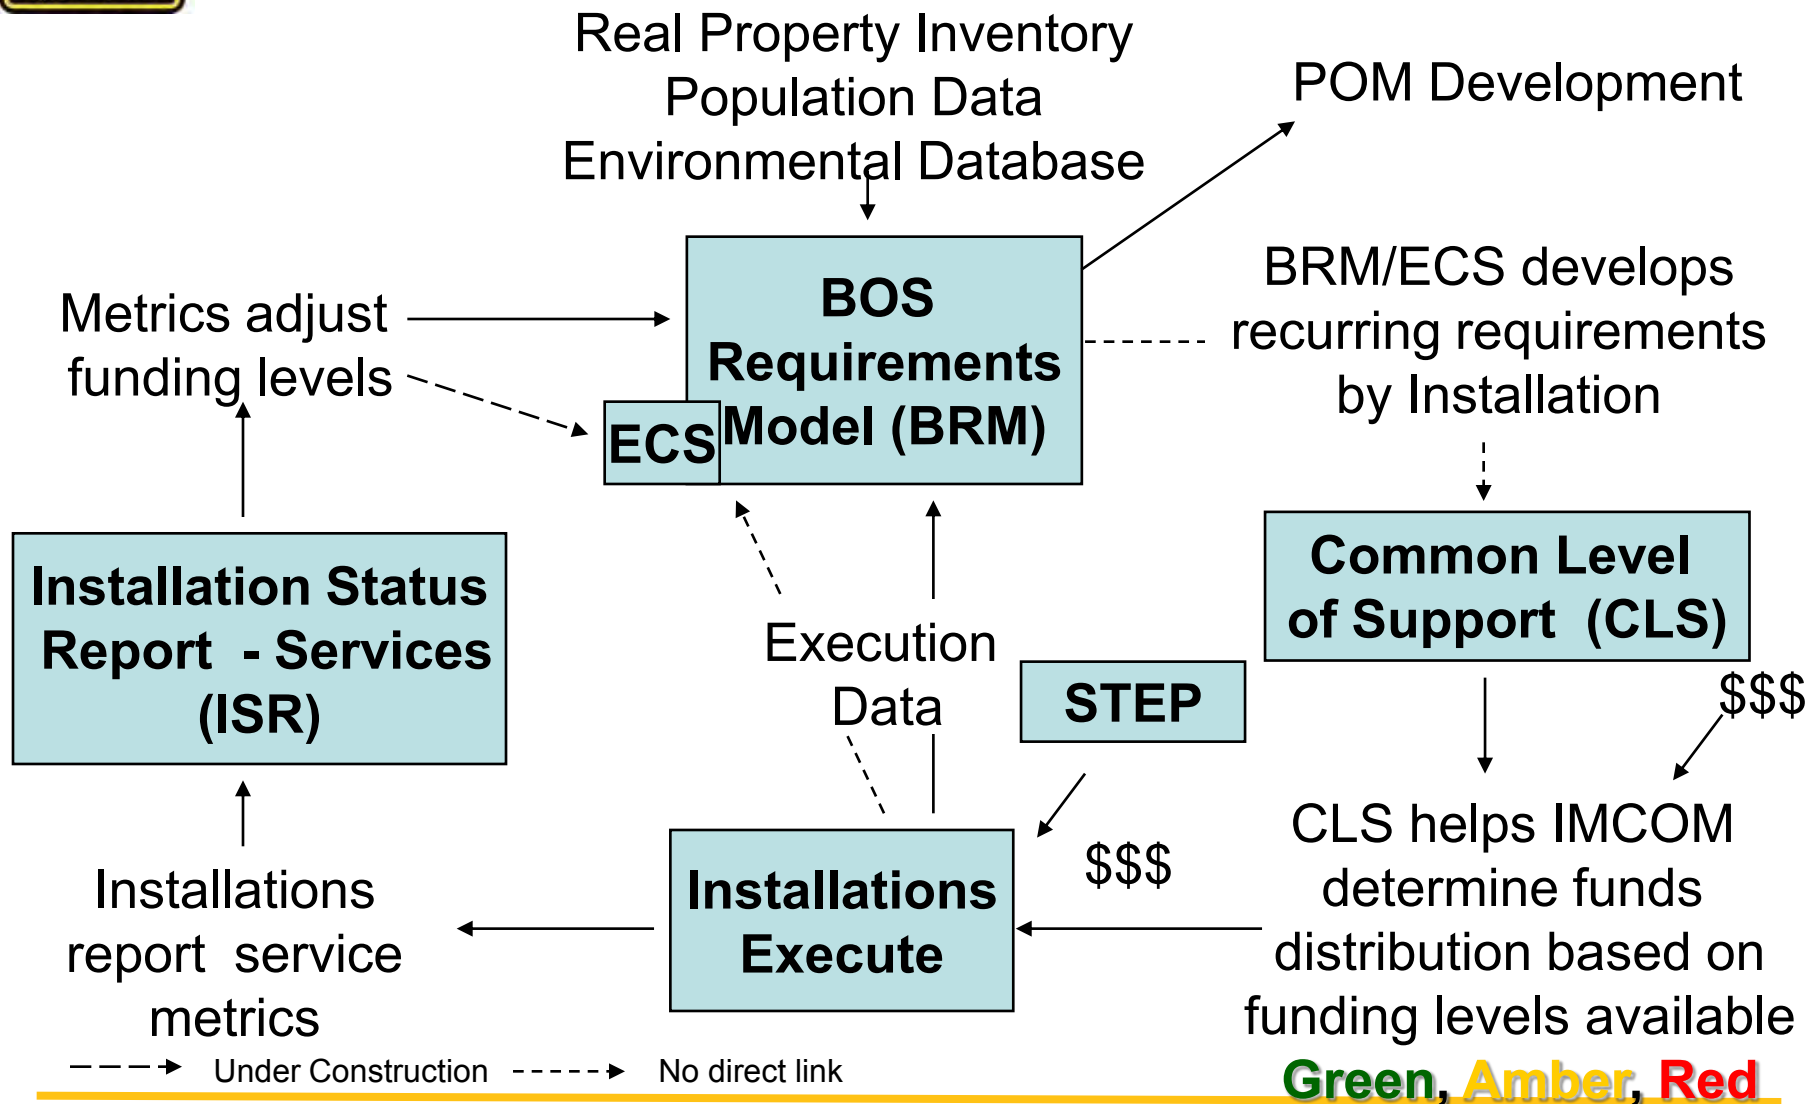 Real Property Inventory
Population Data
Environmental Database
POM Development
Metrics adjust
funding levels
BOS
Requirements
Model (BRM)
ECS
BRM/ECS develops
recurring requirements
by Installation
Installation Status
Report - Services
(ISR)
Execution
Data
STEP
Common Level
of Support (CLS)
$$$
Installations
report service
metrics
Installations
Execute
$$$
CLS helps IMCOM
determine funds
distribution based on
funding levels available
Green, Amber, Red
Under Construction
No direct link